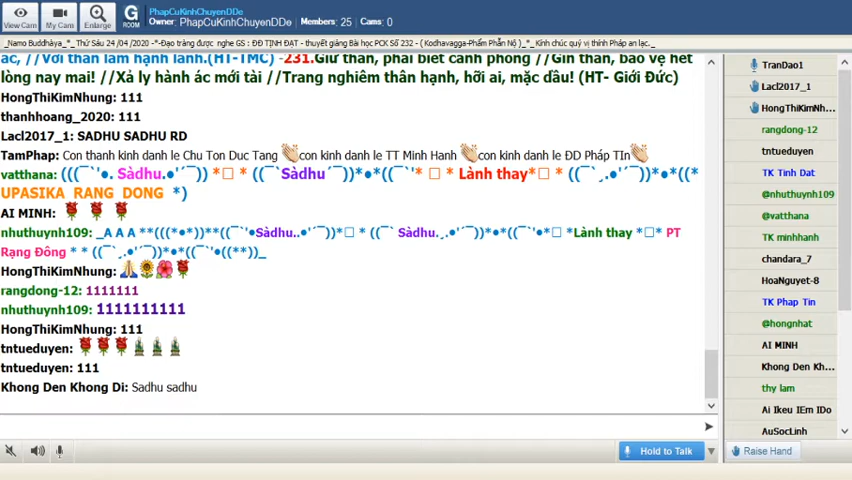 PhapCuKinhChuyenDDe
Owner: PhapCuKinhChuyenDDe Members: 25 Cams: 0
View Cam My Cam Enlarge G ROOM
_Namo Buddhàya_*_ Thứ Sáu 24 /04 /2020 -*-Đạo tràng được nghe GS : ĐĐ TỊNH ĐẠT - thuyết giảng Bài học PCK Số 232 - ( Kodhavagga-Phẩm Phẫn Nộ )_*_ Kính chúc quý vị thính Pháp an lạc._
ác, //Với thân làm hạnh lành.(HT-TMC) -231.Giữ thân, phải biết canh phòng //Gìn thân, bảo vệ hết
lòng nay mai! //Xả ly hành ác mới tài //Trang nghiêm thân hạnh, hỡi ai, mặc dầu! (HT- Giới Đức)
HongThiKimNhung: 111
thanhhoang_2020: 111
Lacl2017_1: SADHU SADHU RD
TamPhap: Con thanh kinh danh le Chu Ton Duc Tang con kinh danh le TT Minh Hanh con kinh danh le ĐD Pháp TIn
vatthana: (((¯`'•. Sàdhu.•'´¯)) *□ * ((¯`Sàdhu´¯))*•*((¯`'* □ * Lành thay*□ * ((¯`¸.•'´¯))*•*((*
UPASIKA RANG DONG *)
AI MINH:
nhuthuynh109: _A A A **(((*•*))**((¯`'•Sàdhu..•'´¯))*□ * ((¯` Sàdhu.¸.•'´¯))*•*((¯`'•*□ *Lành thay *□* PT
Rạng Đông * * ((¯`¸.•'´¯))*•*((¯`'•((**))_
HongThiKimNhung:
rangdong-12: 1111111
nhuthuynh109: 1111111111
HongThiKimNhung: 111
tntueduyen:
tntueduyen: 111
Khong Den Khong Di: Sadhu sadhu
TranDao1
Lacl2017_1
HongThiKimNh...
rangdong-12
tntueduyen
TK Tinh Dat
@nhuthuynh109
@vatthana
TK minhhanh
chandara_7
HoaNguyet-8
TK Phap Tin
@hongnhat
AI MINH
Khong Den Kh...
thy lam
Ai Ikeu IEm IDo
AuSocLinh
Hold to Talk
Raise Hand